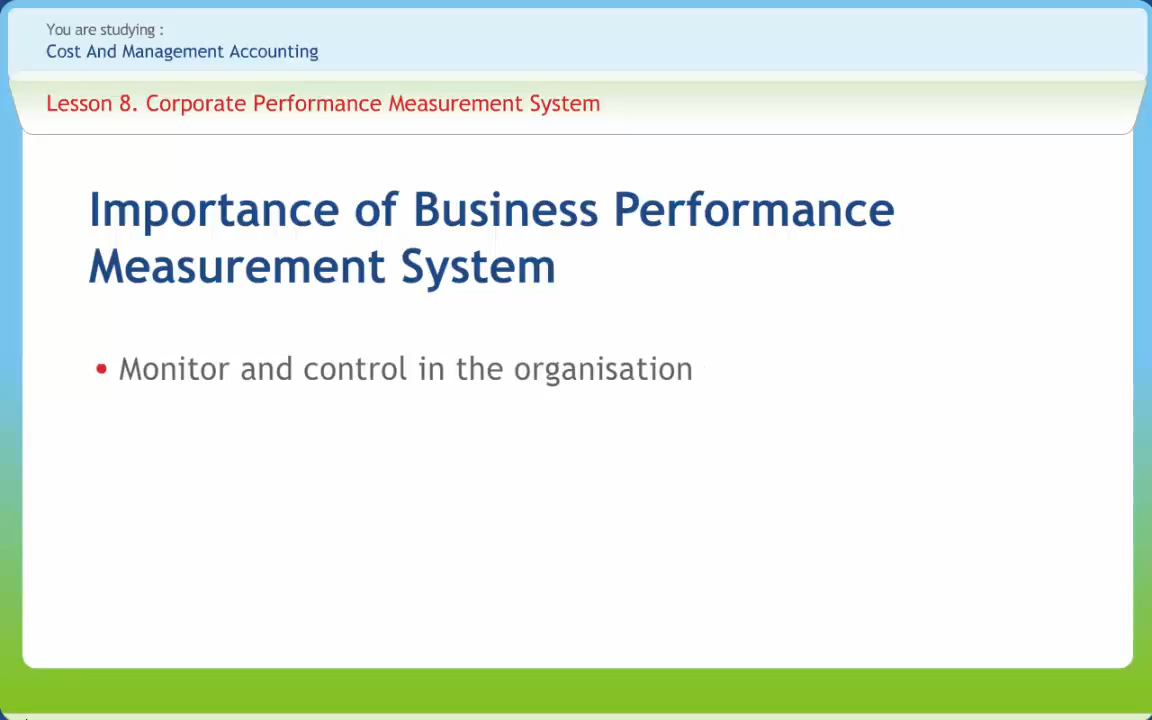 You are studying :
Cost And Management Accounting
Lesson 8. Corporate Performance Measurement System
Importance of Business Performance
Measurement System
• Monitor and control in the organisation